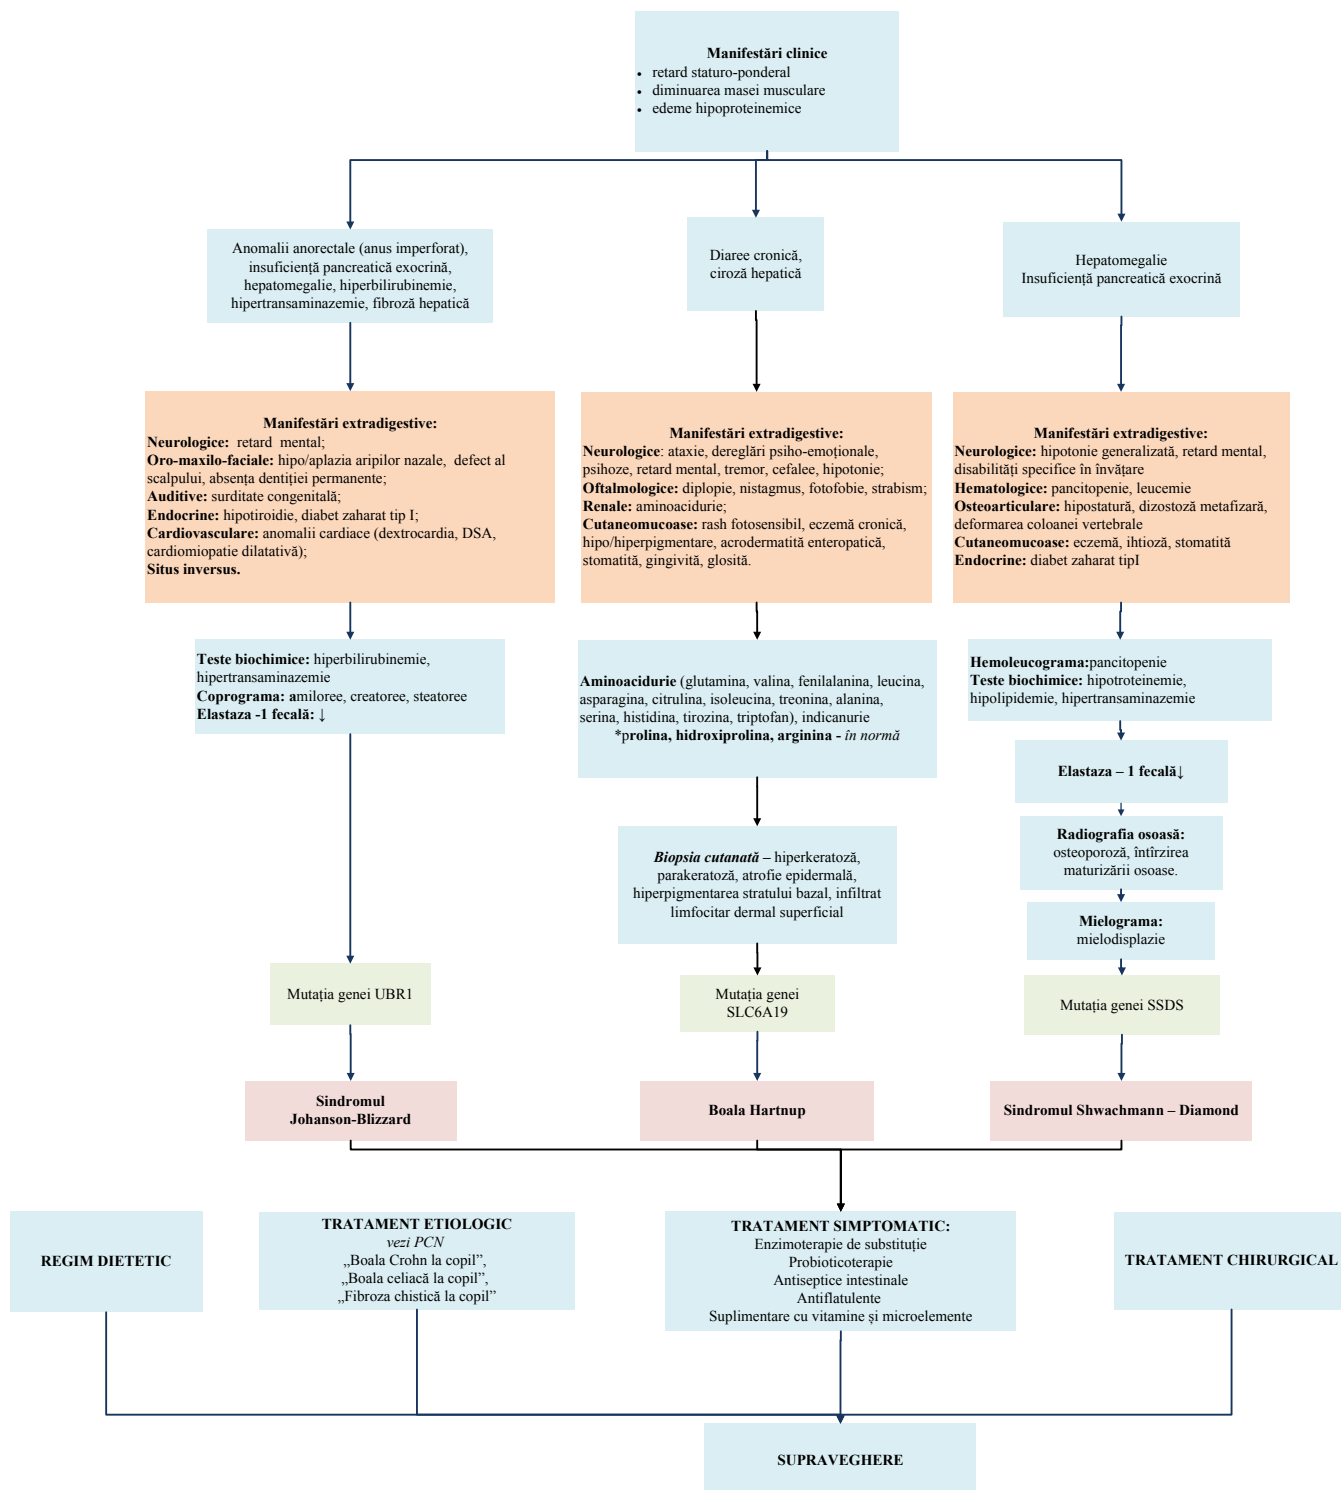 Manifestări clinice
• retard staturo-ponderal
• diminuarea masei musculare
• edeme hipoproteinemice
Anomalii anorectale (anus imperforat),
insuficiență pancreatică exocrină,
hepatomegalie, hiperbilirubinemie,
hipertransaminazemie, fibroză hepatică
Diaree cronică,
ciroză hepatică
Hepatomegalie
Insuficiență pancreatică exocrină
Manifestări extradigestive:
Neurologice: retard mental;
Oro-maxilo-faciale: hipo/aplazia aripilor nazale, defect al
scalpului, absența dentiției permanente;
Auditive: surditate congenitală;
Endocrine: hipotiroidie, diabet zaharat tip I;
Cardiovasculare: anomalii cardiace (dextrocardia, DSA,
cardiomiopatie dilatativă);
Situs inversus.
Manifestări extradigestive:
Neurologice: ataxie, dereglări psiho-emoționale,
psihoze, retard mental, tremor, cefalee, hipotonie;
Oftalmologice: diplopie, nistagmus, fotofobie, strabism;
Renale: aminoacidurie;
Cutaneomucoase: rash fotosensibil, eczemă cronică,
hipo/hiperpigmentare, acrodermatită enteropatică,
stomatită, gingivită, glosită.
Manifestări extradigestive:
Neurologice: hipotonie generalizată, retard mental,
disabilități specifice în învățare
Hematologice: pancitopenie, leucemie
Osteoarticulare: hipostatură, dizostoză metafizară,
deformarea coloanei vertebrale
Cutaneomucoase: eczemă, ihtioză, stomatită
Endocrine: diabet zaharat tipI
Teste biochimice: hiperbilirubinemie,
hipertransaminazemie
Coprograma: amiloree, creatoree, steatoree
Elastaza -1 fecală: ↓
Aminoacidurie (glutamina, valina, fenilalanina, leucina,
asparagina, citrulina, isoleucina, treonina, alanina,
serina, histidina, tirozina, triptofan), indicanurie
*prolina, hidroxiprolina, arginina - în normă
Hemoleucograma:pancitopenie
Teste biochimice: hipotroteinemie,
hipolipidemie, hipertransaminazemie
Elastaza – 1 fecală↓
Radiografia osoasă:
osteoporoză, întîrzirea
maturizării osoase.
Biopsia cutanată – hiperkeratoză,
parakeratoză, atrofie epidermală,
hiperpigmentarea stratului bazal, infiltrat
limfocitar dermal superficial
Mielograma:
mielodisplazie
Mutația genei UBR1
Mutația genei
SLC6A19
Mutația genei SSDS
Sindromul
Johanson-Blizzard
Boala Hartnup
Sindromul Shwachmann – Diamond
REGIM DIETETIC
TRATAMENT ETIOLOGIC
vezi PCN
„Boala Crohn la copil”,
„Boala celiacă la copil”,
„Fibroza chistică la copil”
TRATAMENT SIMPTOMATIC:
Enzimoterapie de substituție
Probioticoterapie
Antiseptice intestinale
Antiflatulente
Suplimentare cu vitamine și microelemente
TRATAMENT CHIRURGICAL
SUPRAVEGHERE